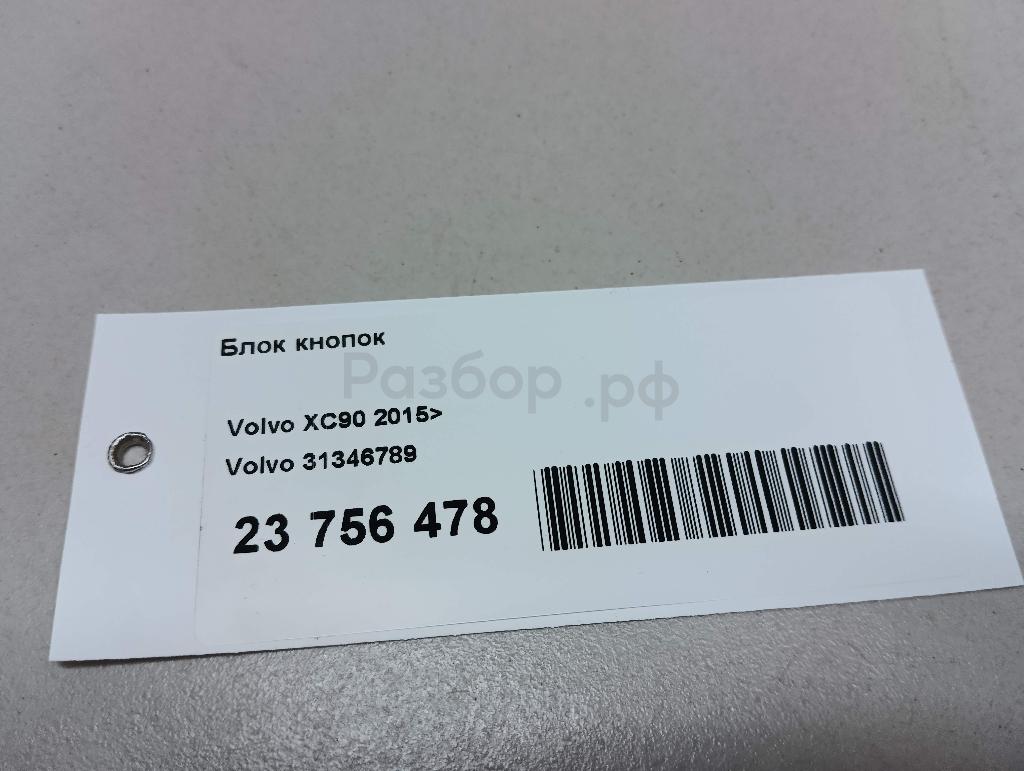 Блок кнопок
Разбор.рф
Volvo XC90 2015>
Volvo 31346789
23 756 478